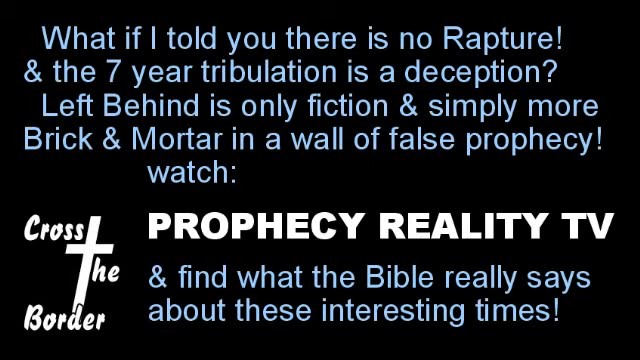 What if I told you there is no Rapture!
& the 7 year tribulation is a deception?
Left Behind is only fiction & simply more
Brick & Mortar in a wall of false prophecy!
watch:
PROPHECY REALITY TV
& find what the Bible really says
about these interesting times!
Cross
the
Border